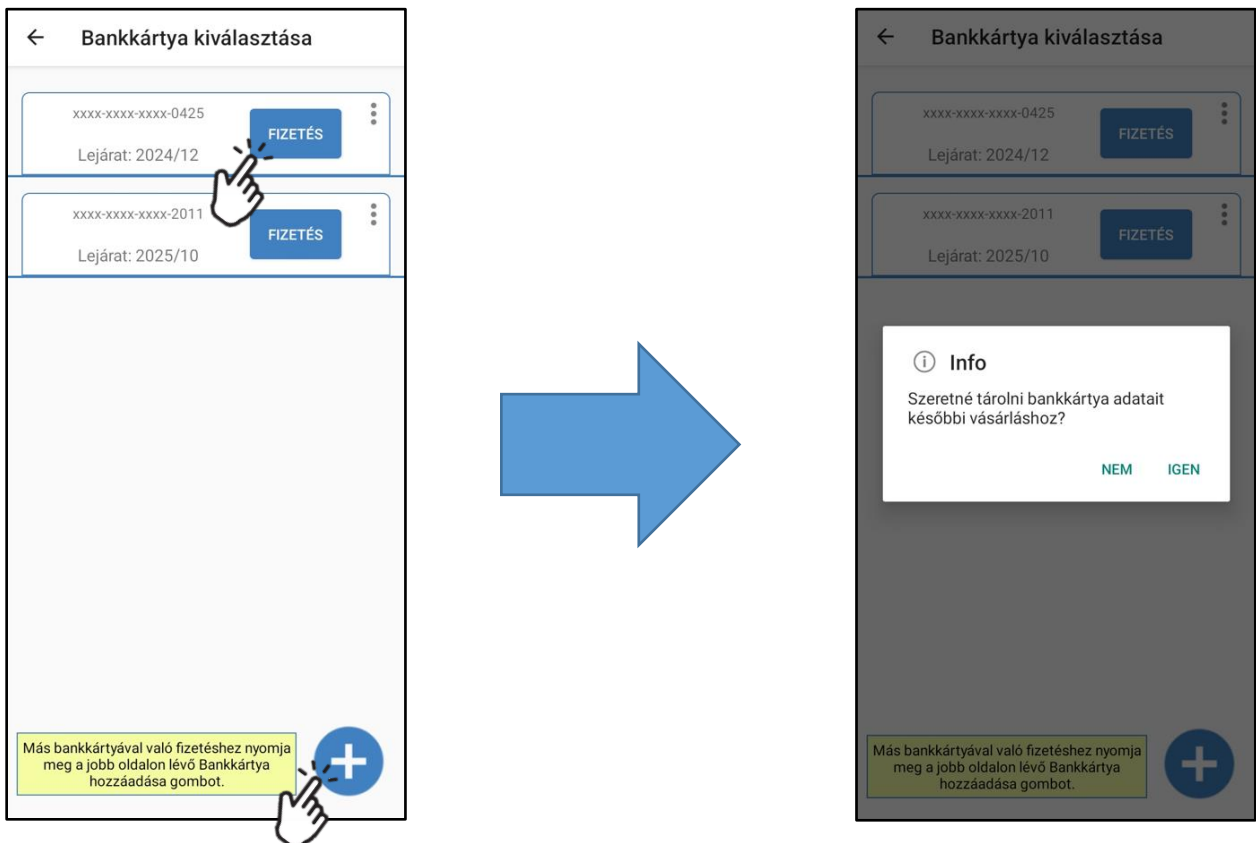 Bankkártya kiválasztása
xxxx-xxxx-xxxx-0425
FIZETÉS
Lejárat: 2024/12
xxxx-xxxx-xxxx-2011
FIZETÉS
Lejárat: 2025/10
Más bankkártyával való fizetéshez nyomja
meg a jobb oldalon lévő Bankkártya
hozzáadása gombot.
Bankkártya kiválasztása
xxxx-xxxx-xxxx-0425
FIZETÉS
Lejárat: 2024/12
xxxx-xxxx-xxxx-2011
FIZETÉS
Lejárat: 2025/10
Info
Szeretné tárolni bankkártya adatait
későbbi vásárláshoz?
NEM IGEN
Más bankkártyával való fizetéshez nyomja
meg a jobb oldalon lévő Bankkártya
hozzáadása gombot.